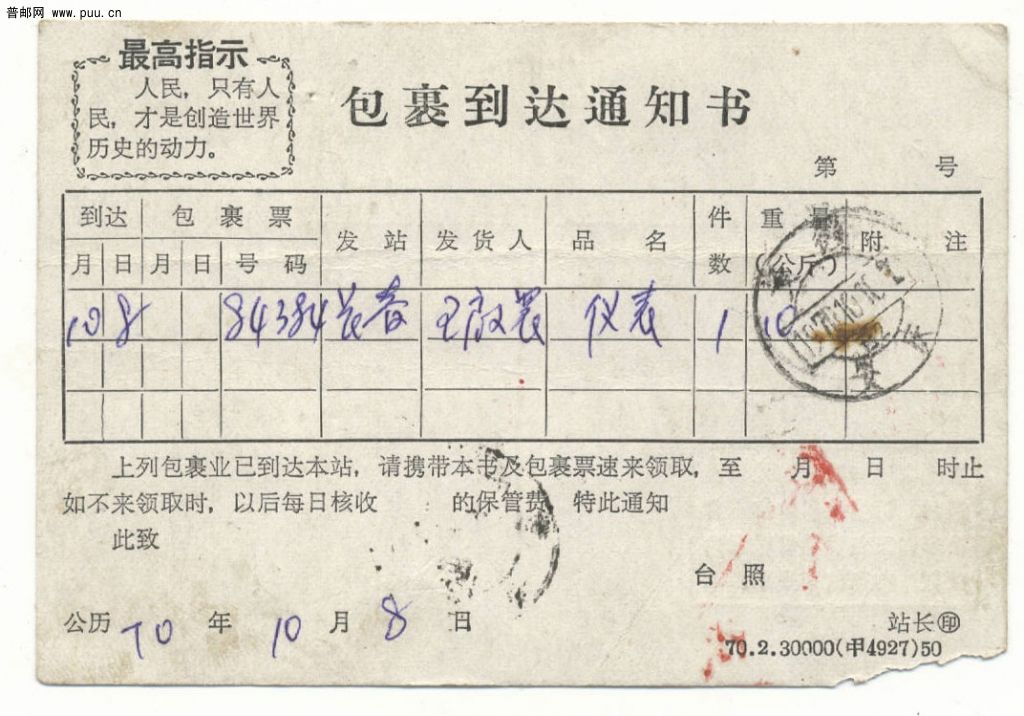 普邮网
www.puu.cn
最高指示
人民，只有人
民，才是创造世界
历史的动力。
包裹到达通知书
第 号
到达 包裹票 发站 发货人 品名 件数 重量（公斤） 附注
月 日 月 日 号码
10 8 84384 长春 仪表 1 10
上列包裹业已到达本站，请携带本书及包裹票速来领取，至 月 日 时止
如不来领取时，以后每日核收 的保管费 特此通知
此致
台照
公历 70 年 10 月 8 日
站长㊞
70.2.30000(甲4927)50